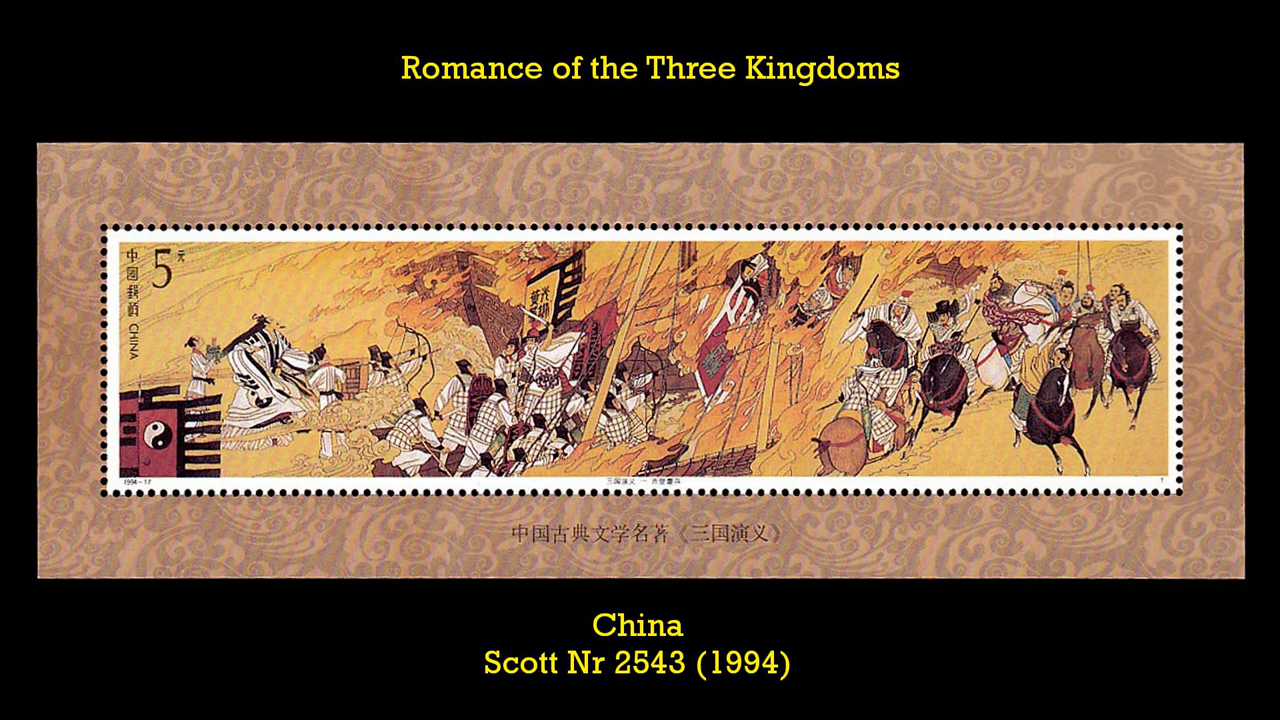 Romance of the Three Kingdoms
5元
中国邮政 CHINA
1994-17
三国演义 一 赤壁鏖兵
中国古典文学名著《三国演义》
China
Scott Nr 2543 (1994)